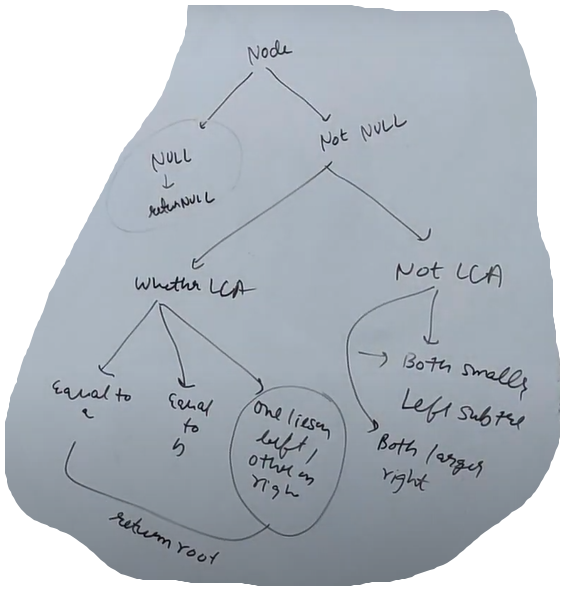 Node
NULL
Not NULL
return NULL
Whether LCA
Not LCA
Equal to
a
Equal
to
b
One lies on
left,
other on
right
Both smaller
Left subtree
Both larger
right
return root